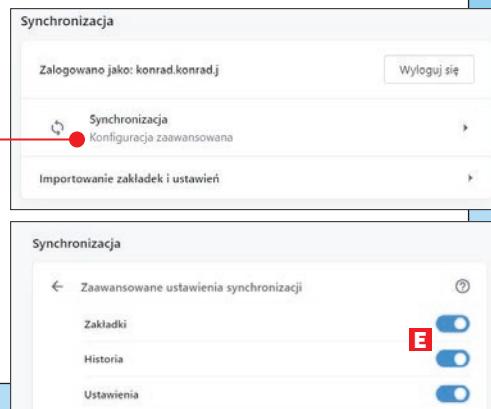 Synchronizacja
Zalogowano jako: konrad.konrad.j
Wyloguj się
Synchronizacja
Konfiguracja zaawansowana
Importowanie zakładek i ustawień
Synchronizacja
Zaawansowane ustawienia synchronizacji
Zakładki
E
Historia
Ustawienia